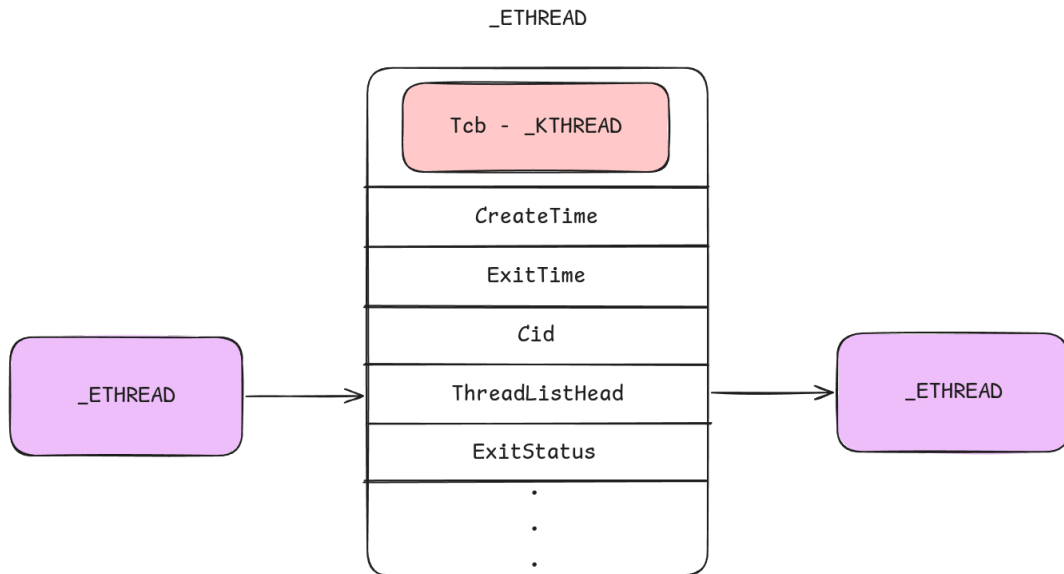 _ETHREAD
Tcb - _KTHREAD
CreateTime
ExitTime
Cid
_ETHREAD
ThreadListHead
_ETHREAD
ExitStatus
.
.
.